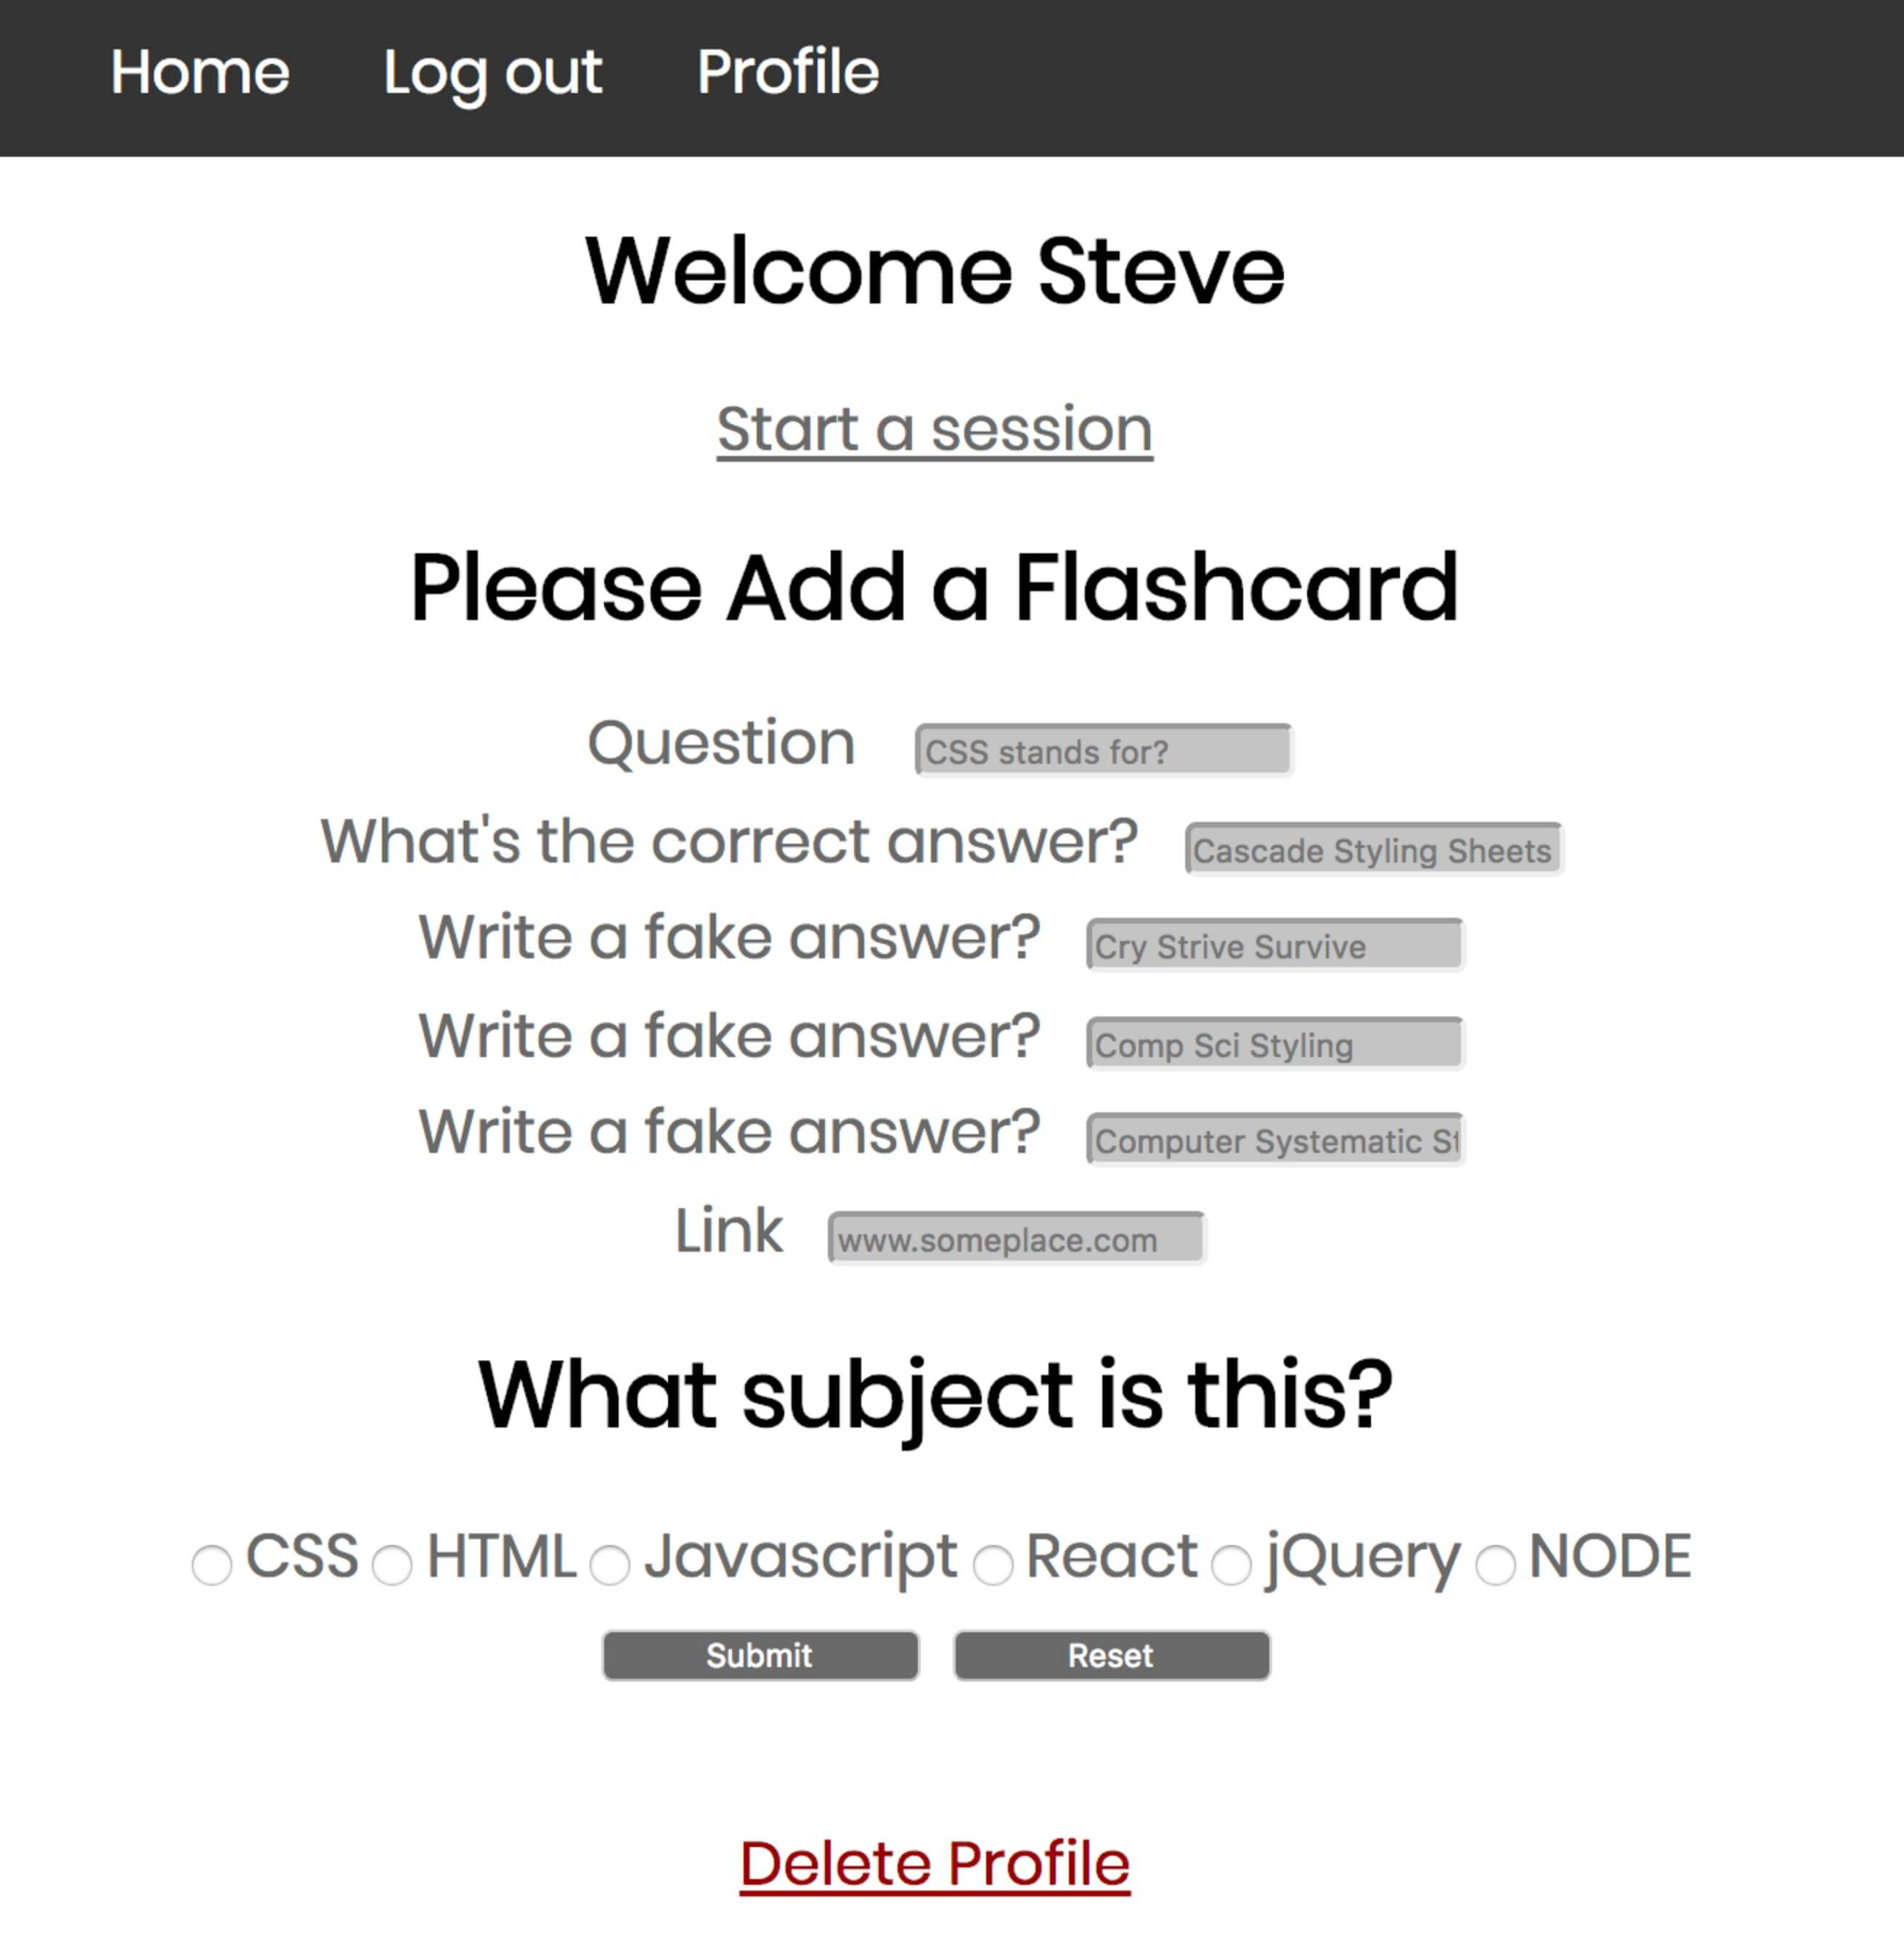 Home Log out Profile
Welcome Steve
Start a session
Please Add a Flashcard
Question CSS stands for?
What's the correct answer? Cascade Styling Sheets
Write a fake answer? Cry Strive Survive
Write a fake answer? Comp Sci Styling
Write a fake answer? Computer Systematic St
Link www.someplace.com
What subject is this?
CSS HTML Javascript React jQuery NODE
Submit Reset
Delete Profile